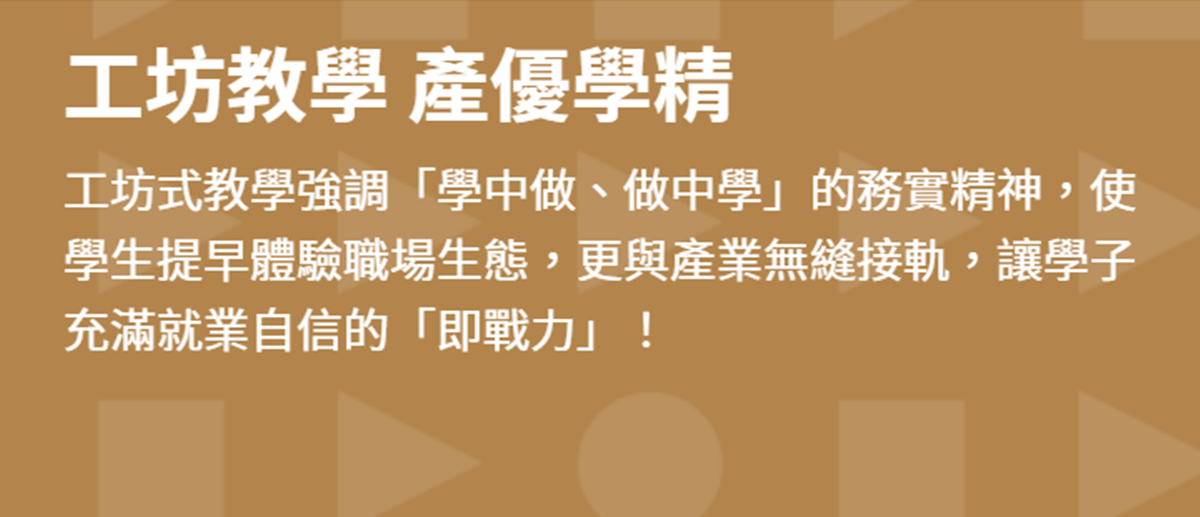 工坊教學 產優學精
工坊式教學強調「學中做、做中學」的務實精神，使
學生提早體驗職場生態，更與產業無縫接軌，讓學子
充滿就業自信的「即戰力」！